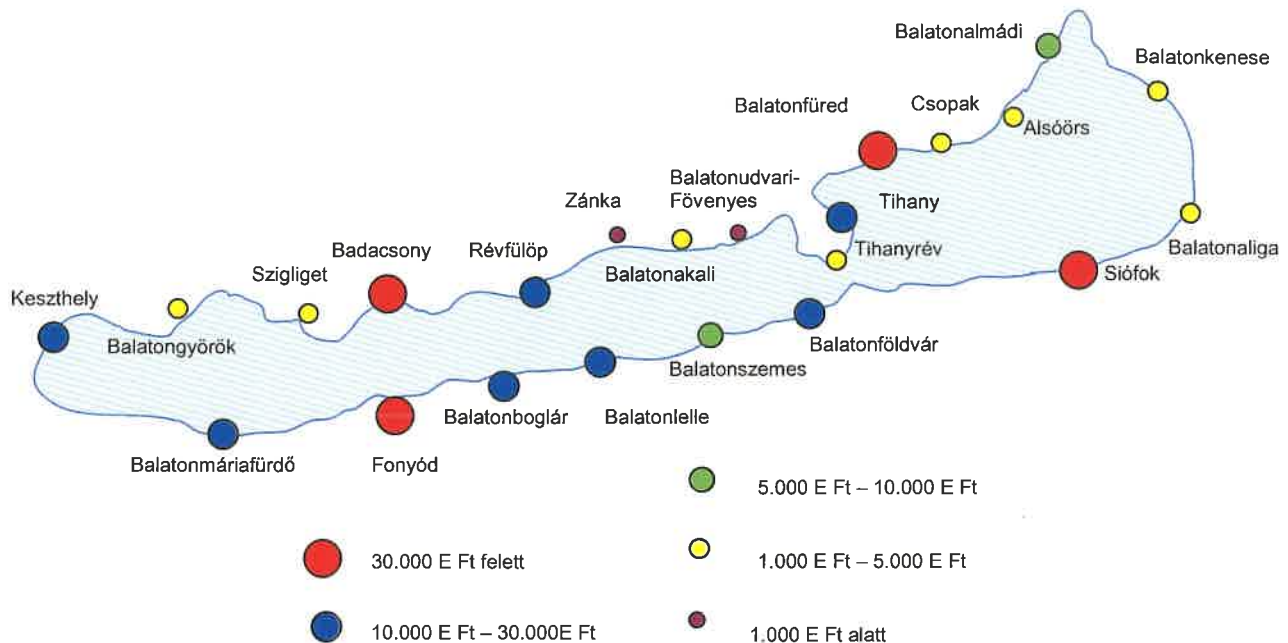 Balatonalmádi
Balatonkenese
Balatonfüred
Csopak
Alsóörs
Balatonudvari-
Fövenyes
Zánka
Tihany
Badacsony
Révfülöp
Tihanyrév
Balatonaliga
Szigliget
Balatonakali
Siófok
Keszthely
Balatongyörök
Balatonföldvár
Balatonszemes
Balatonboglár
Balatonlelle
Balatonmáriafürdő
Fonyód
5.000 E Ft – 10.000 E Ft
30.000 E Ft felett
1.000 E Ft – 5.000 E Ft
10.000 E Ft – 30.000E Ft
1.000 E Ft alatt